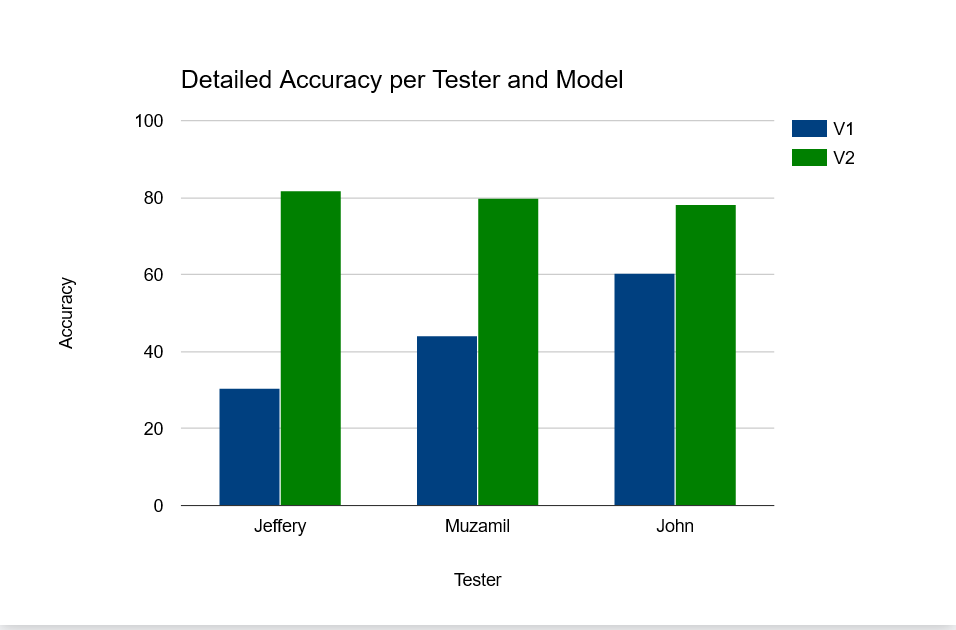 Detailed Accuracy per Tester and Model
100
80
60
40
20
0
Accuracy
V1
V2
Jeffery
Muzamil
John
Tester